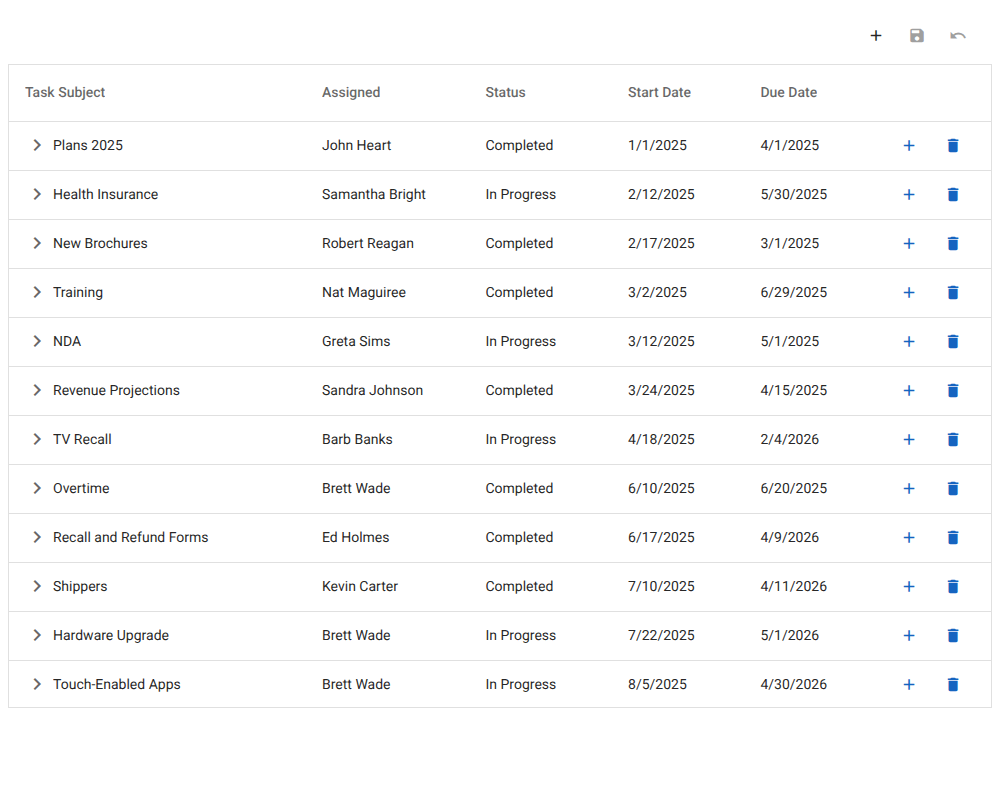 Task Subject Assigned Status Start Date Due Date
Plans 2025 John Heart Completed 1/1/2025 4/1/2025
Health Insurance Samantha Bright In Progress 2/12/2025 5/30/2025
New Brochures Robert Reagan Completed 2/17/2025 3/1/2025
Training Nat Maguiree Completed 3/2/2025 6/29/2025
NDA Greta Sims In Progress 3/12/2025 5/1/2025
Revenue Projections Sandra Johnson Completed 3/24/2025 4/15/2025
TV Recall Barb Banks In Progress 4/18/2025 2/4/2026
Overtime Brett Wade Completed 6/10/2025 6/20/2025
Recall and Refund Forms Ed Holmes Completed 6/17/2025 4/9/2026
Shippers Kevin Carter Completed 7/10/2025 4/11/2026
Hardware Upgrade Brett Wade In Progress 7/22/2025 5/1/2026
Touch-Enabled Apps Brett Wade In Progress 8/5/2025 4/30/2026